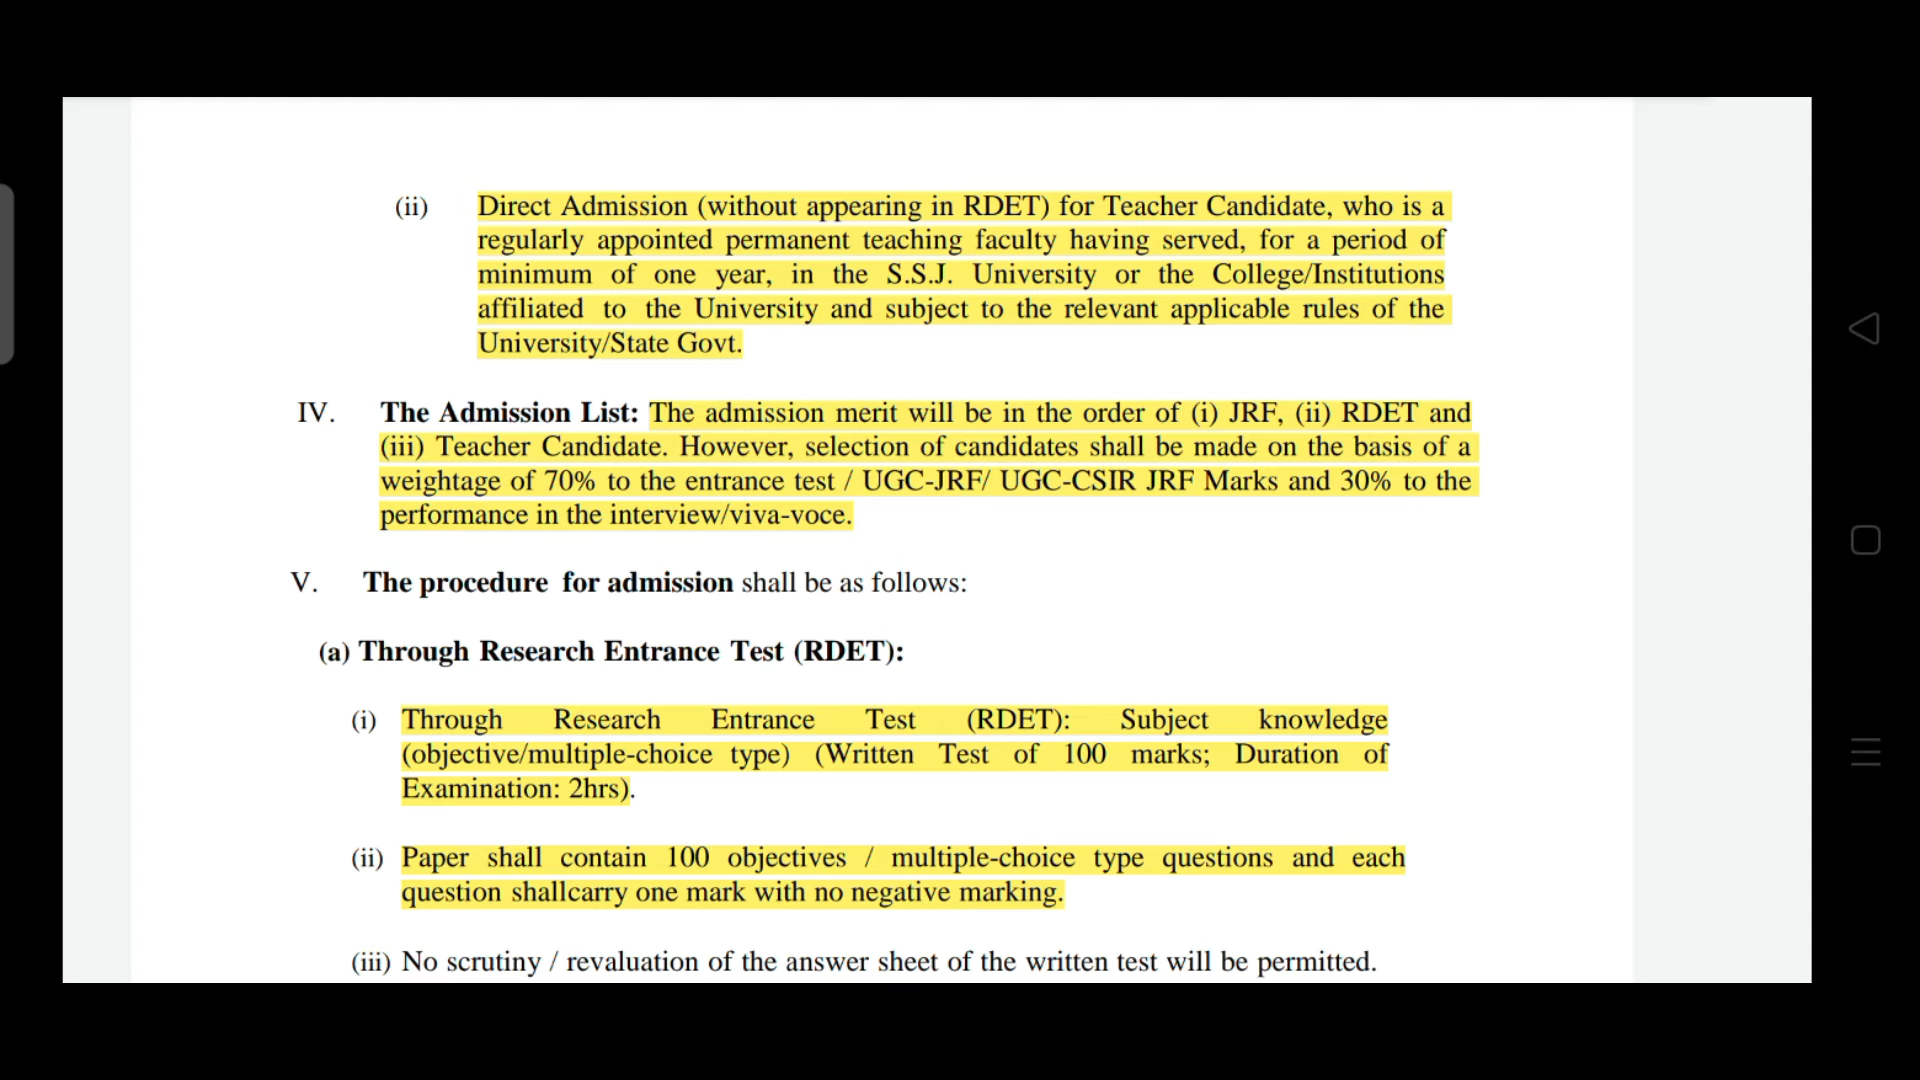 (ii) Direct Admission (without appearing in RDET) for Teacher Candidate, who is a
regularly appointed permanent teaching faculty having served, for a period of
minimum of one year, in the S.S.J. University or the College/Institutions
affiliated to the University and subject to the relevant applicable rules of the
University/State Govt.
IV. The Admission List: The admission merit will be in the order of (i) JRF, (ii) RDET and
(iii) Teacher Candidate. However, selection of candidates shall be made on the basis of a
weightage of 70% to the entrance test / UGC-JRF/ UGC-CSIR JRF Marks and 30% to the
performance in the interview/viva-voce.
V. The procedure for admission shall be as follows:
(a) Through Research Entrance Test (RDET):
(i) Through Research Entrance Test (RDET): Subject knowledge
(objective/multiple-choice type) (Written Test of 100 marks; Duration of
Examination: 2hrs).
(ii) Paper shall contain 100 objectives / multiple-choice type questions and each
question shallcarry one mark with no negative marking.
(iii) No scrutiny / revaluation of the answer sheet of the written test will be permitted.